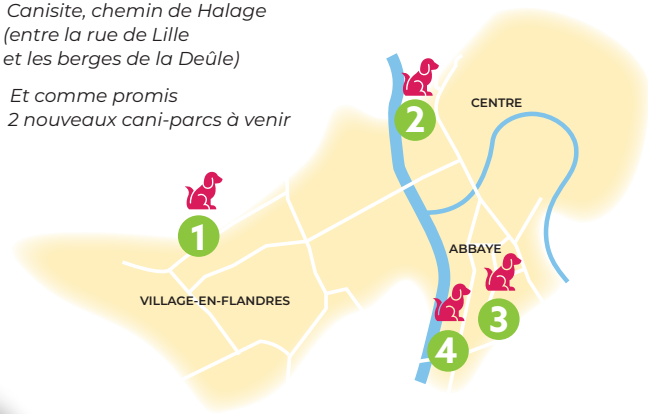 Canisite, chemin de Halage
(entre la rue de Lille
et les berges de la Deûle)
Et comme promis
2 nouveaux cani-parcs à venir
CENTRE
2
1
ABBAYE
VILLAGE-EN-FLANDRES
3
4